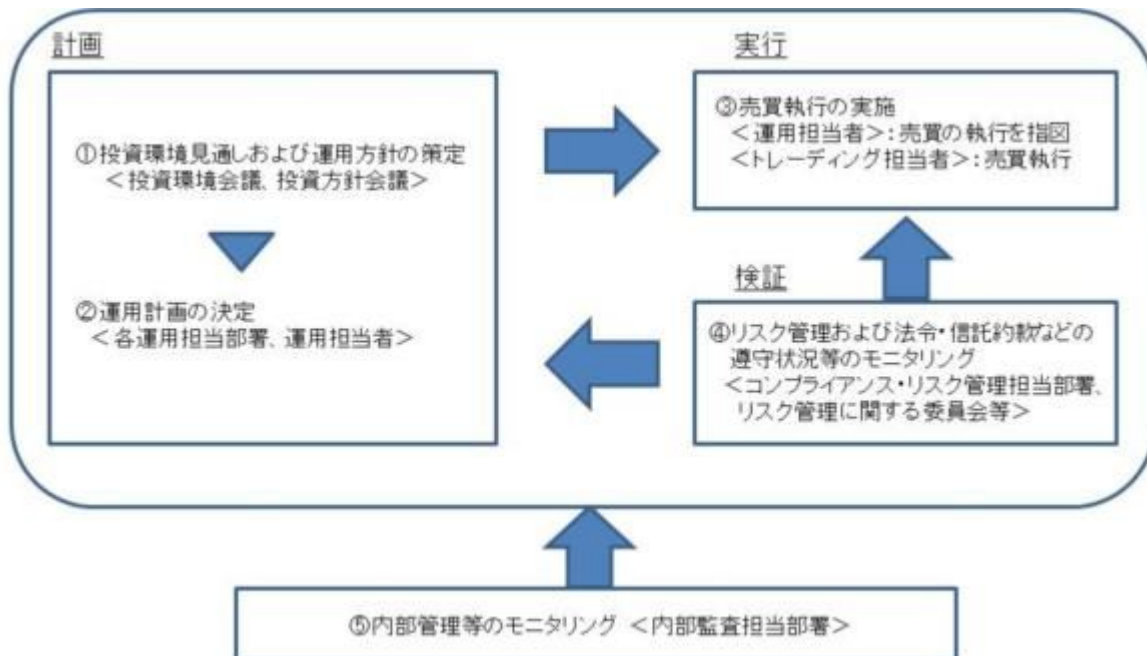 計画
①投資環境見通しおよび運用方針の策定
＜投資環境会議、投資方針会議＞
②運用計画の決定
＜各運用担当部署、運用担当者＞
実行
③売買執行の実施
＜運用担当者＞：売買の執行を指図
＜トレーディング担当者＞：売買執行
検証
④リスク管理および法令・信託約款などの
遵守状況等のモニタリング
＜コンプライアンス・リスク管理担当部署、
リスク管理に関する委員会等＞
⑤内部管理等のモニタリング ＜内部監査担当部署＞